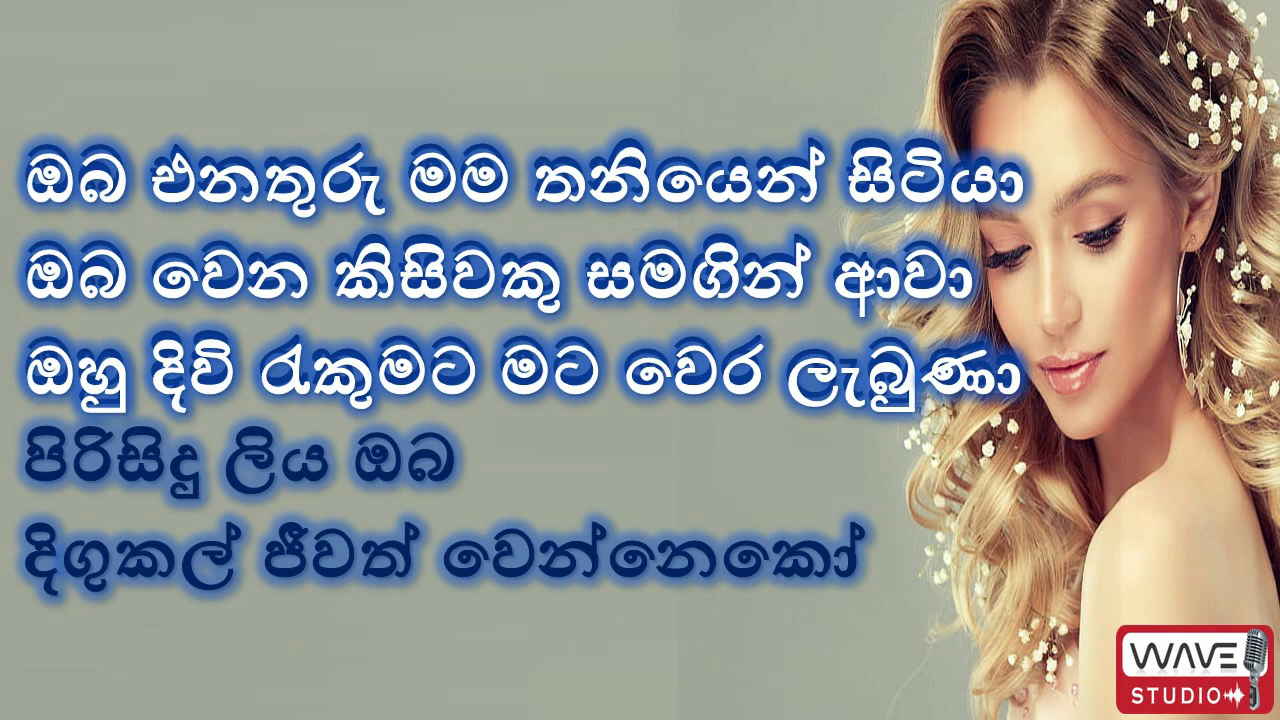 ඔබ එනතුරු මම තනියෙන් සිටියා
ඔබ වෙන කිසිවකු සමගින් ආවා
ඔහු දිවි රැකුමට මට වෙර ලැබුණා
පිරිසිදු ලිය ඔබ
දිගුකල් ජීවත් වෙන්නෙකෝ
WAVE
STUDIO